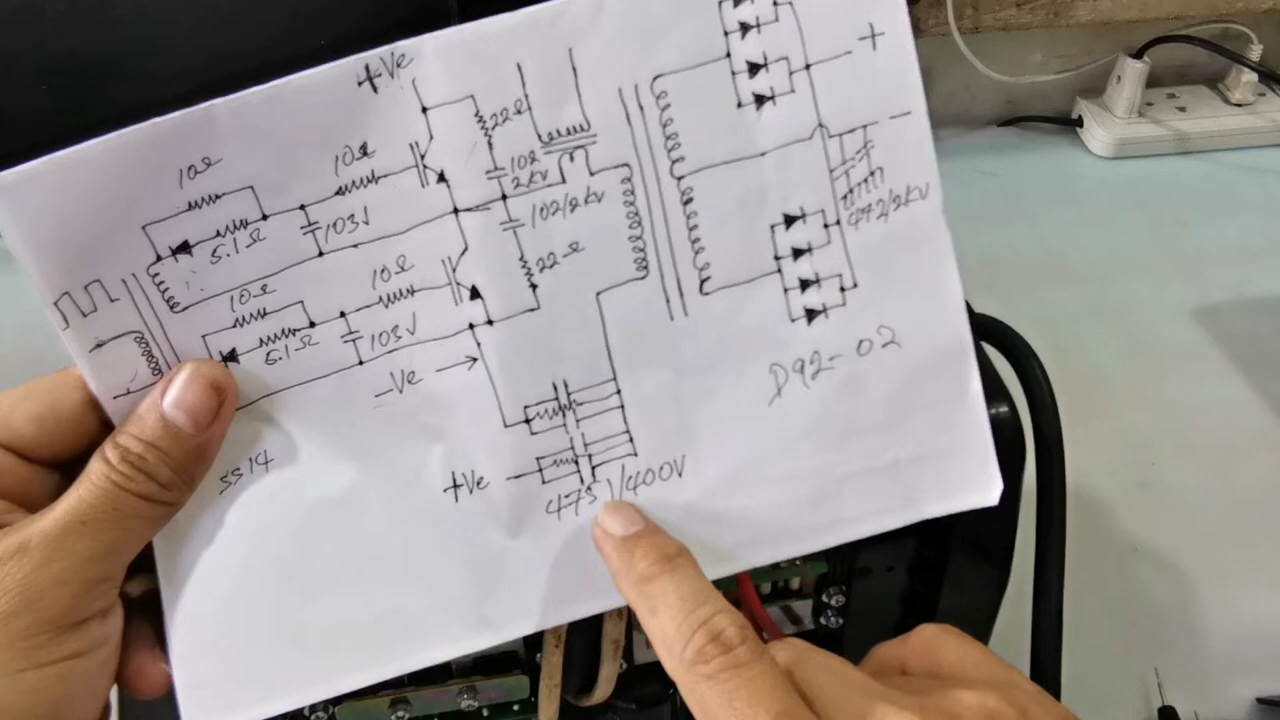 +Ve
22Ω
+
10Ω
10Ω
102
2KV
-
5.1Ω
103J
102/2KV
472/2KV
10Ω
10Ω
22Ω
5.1Ω
103J
-Ve
D92-02
SS14
+Ve
475J/400V